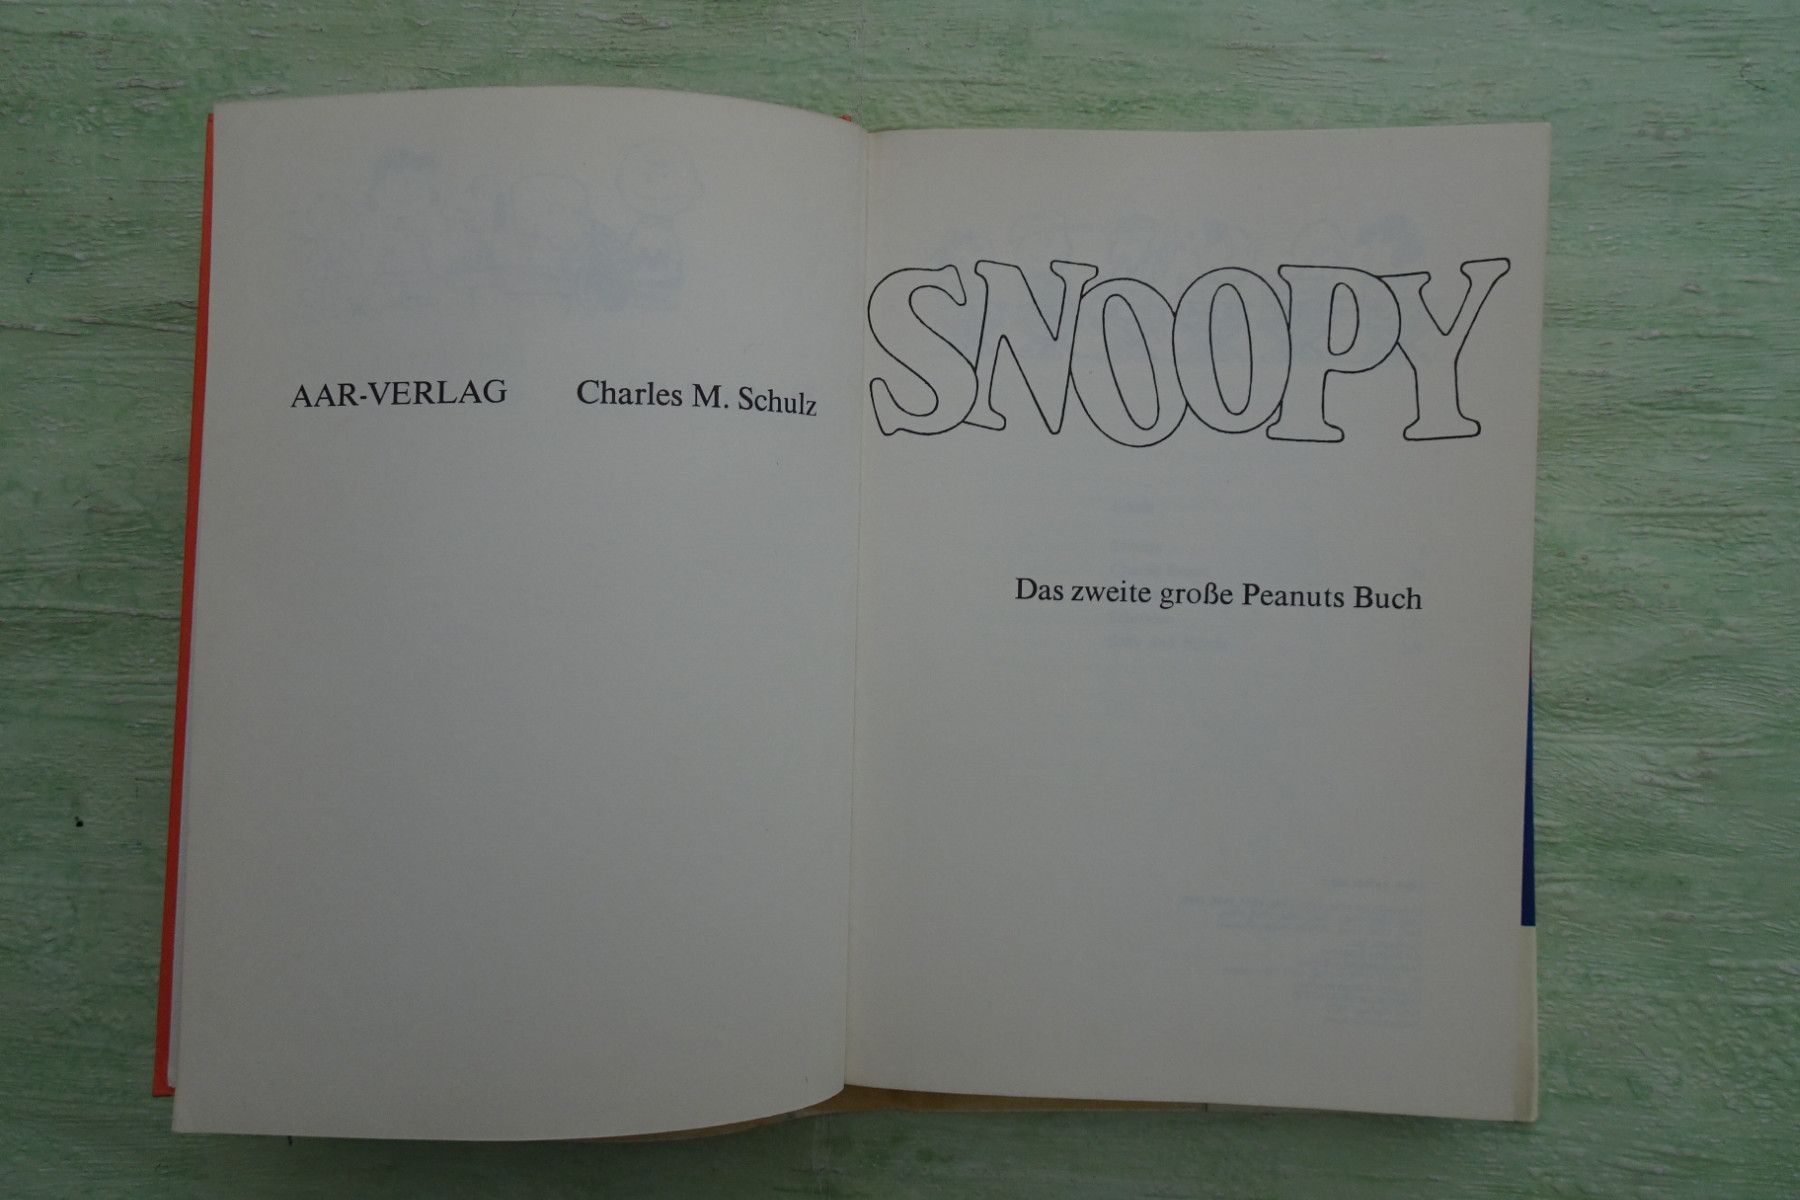 AAR-VERLAG Charles M. Schulz
SNOOPY
Das zweite große Peanuts Buch